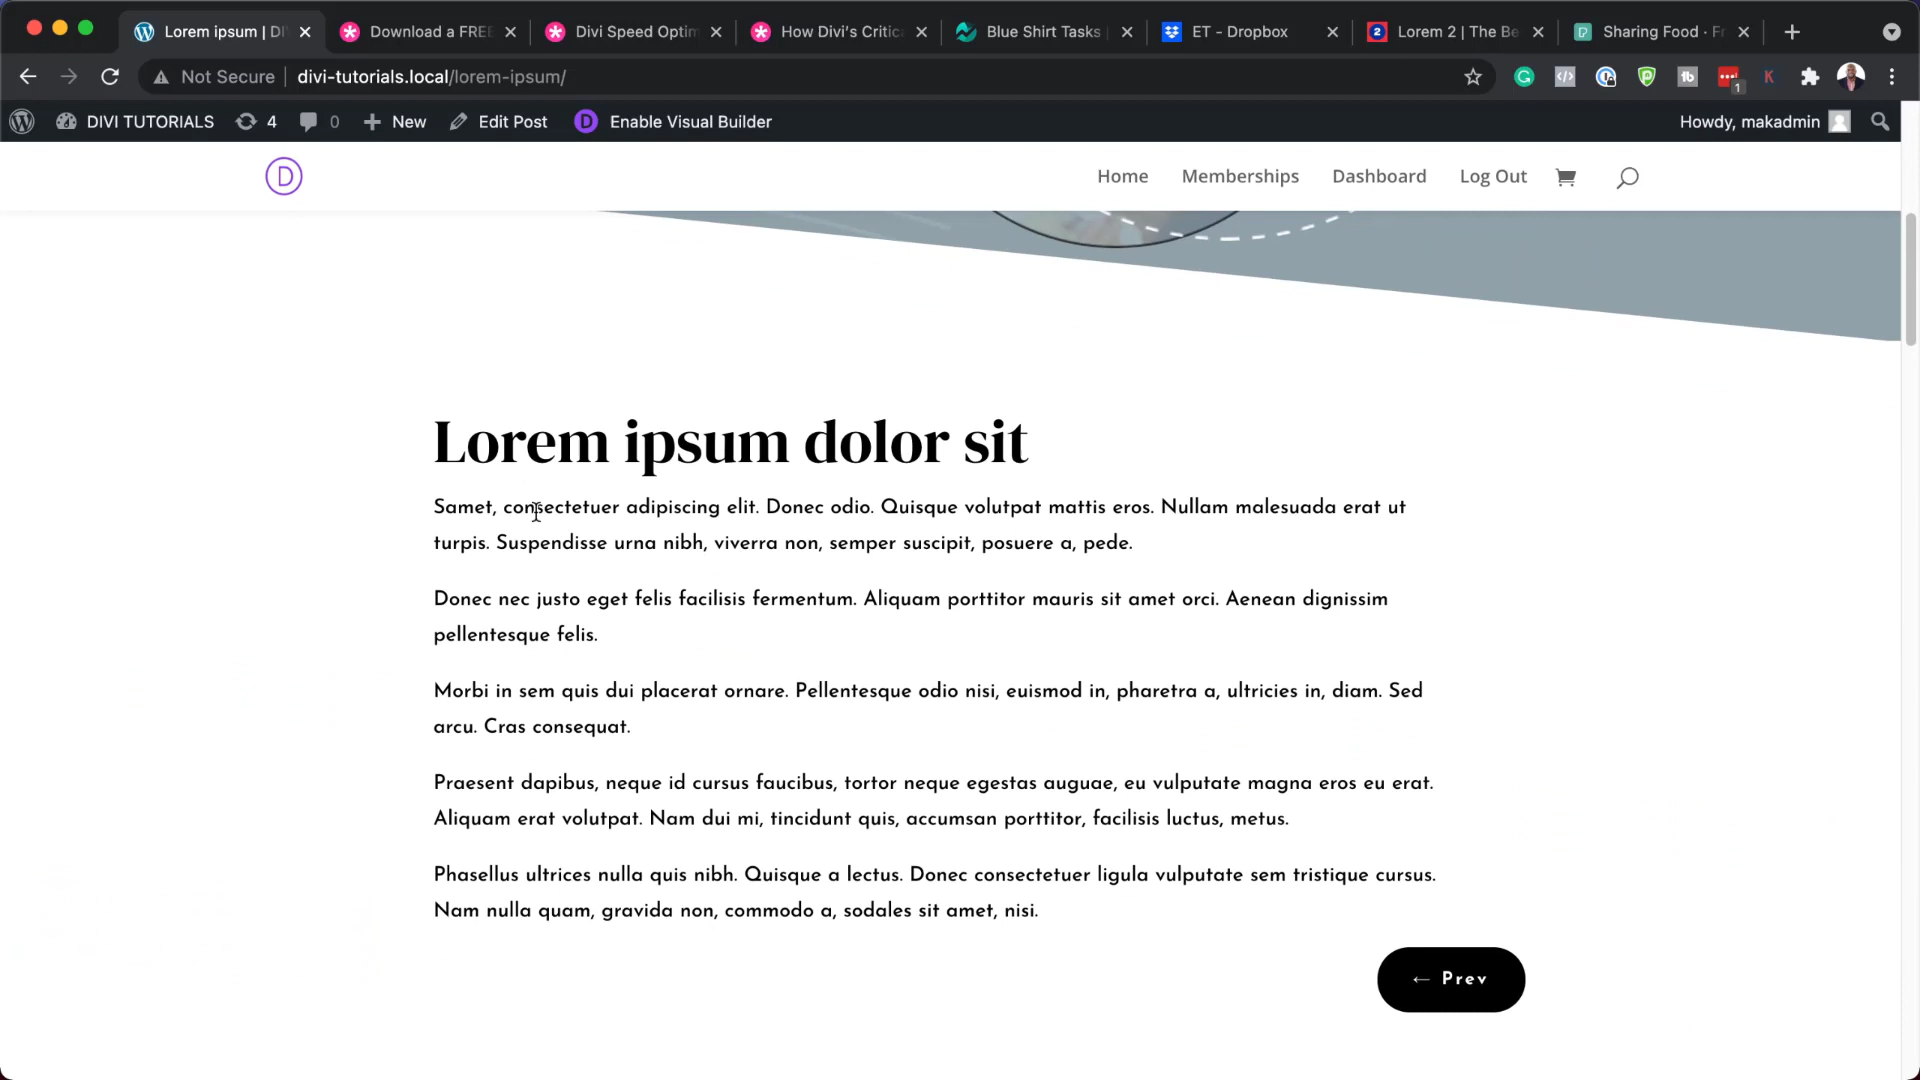 Lorem ipsum | DI
Download a FREE
Divi Speed Optim
How Divi's Critica
Blue Shirt Tasks |
ET - Dropbox
Lorem 2 | The Be
Sharing Food · Fr
Not Secure
divi-tutorials.local/lorem-ipsum/
1
DIVI TUTORIALS
4
0
New
Edit Post
D
Enable Visual Builder
Howdy, makadmin
D
Home
Memberships
Dashboard
Log Out
Lorem ipsum dolor sit
Samet, consectetuer adipiscing elit. Donec odio. Quisque volutpat mattis eros. Nullam malesuada erat ut
turpis. Suspendisse urna nibh, viverra non, semper suscipit, posuere a, pede.
Donec nec justo eget felis facilisis fermentum. Aliquam porttitor mauris sit amet orci. Aenean dignissim
pellentesque felis.
Morbi in sem quis dui placerat ornare. Pellentesque odio nisi, euismod in, pharetra a, ultricies in, diam. Sed
arcu. Cras consequat.
Praesent dapibus, neque id cursus faucibus, tortor neque egestas auguae, eu vulputate magna eros eu erat.
Aliquam erat volutpat. Nam dui mi, tincidunt quis, accumsan porttitor, facilisis luctus, metus.
Phasellus ultrices nulla quis nibh. Quisque a lectus. Donec consectetuer ligula vulputate sem tristique cursus.
Nam nulla quam, gravida non, commodo a, sodales sit amet, nisi.
← Prev